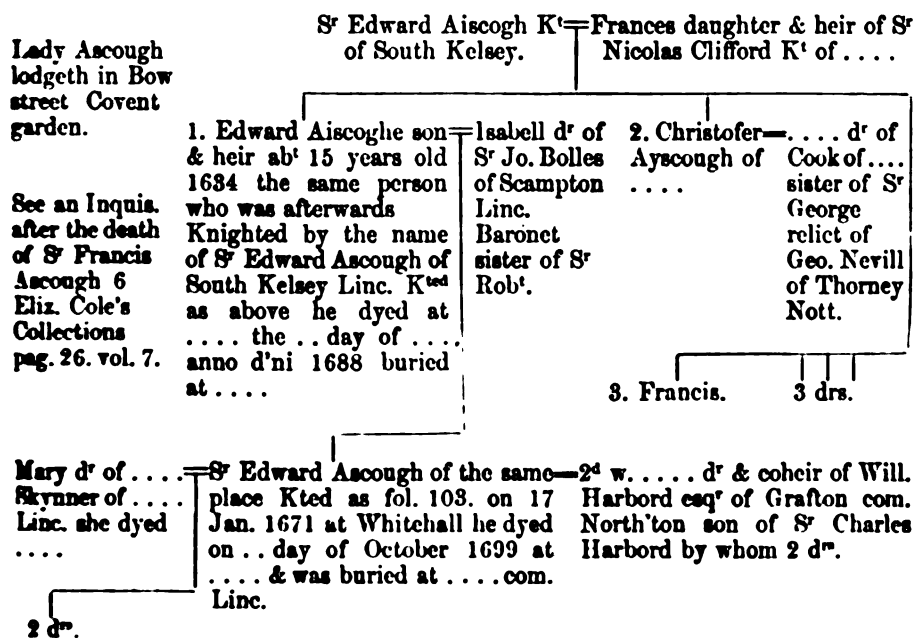 Sr Edward Aiscogh Kt
of South Kelsey.
Frances daughter & heir of Sr
Nicolas Clifford Kt of . . . .
Lady Ascough
lodgeth in Bow
street Covent
garden.
See an Inquis.
after the death
of Sr Francis
Ascough 6
Eliz. Cole's
Collections
pag. 26. vol. 7.
1. Edward Aiscoghe son
& heir abt 15 years old
1634 the same person
who was afterwards
Knighted by the name
of Sr Edward Ascough of
South Kelsey Linc. Kted
as above he dyed at
. . . . the . . day of . . . .
anno d'ni 1688 buried
at . . . .
Isabell dr of
Sr Jo. Bolles
of Scampton
Linc.
Baronet
sister of Sr
Robt.
2. Christofer
Ayscough of
. . . .
. . . . dr of
Cook of . . . .
sister of Sr
George
relict of
Geo. Nevill
of Thorney
Nott.
3. Francis.
3 drs.
Mary dr of . . . .
Skynner of . . . .
Linc. she dyed
. . . .
Sr Edward Ascough of the same
place Kted as fol. 103. on 17
Jan. 1671 at Whitehall he dyed
on . . day of October 1699 at
. . . . & was buried at . . . . com.
Linc.
2d w. . . . . . dr & coheir of Will.
Harbord esqr of Grafton com.
North'ton son of Sr Charles
Harbord by whom 2 drs.
2 drs.